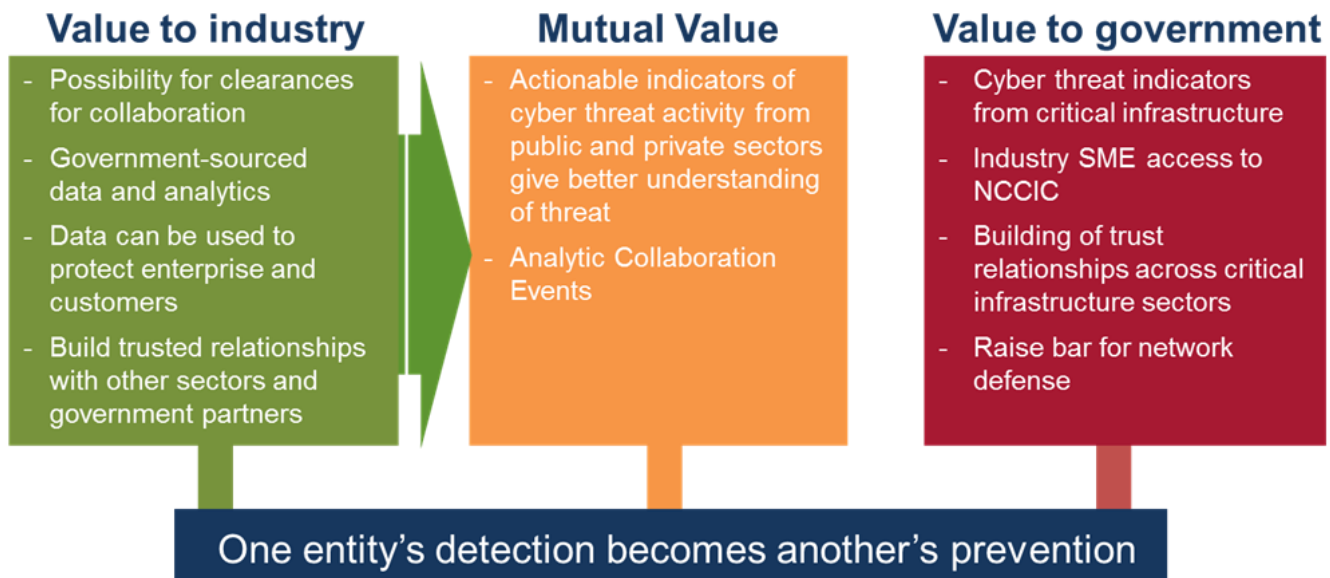 Value to industry
- Possibility for clearances
for collaboration
- Government-sourced
data and analytics
- Data can be used to
protect enterprise and
customers
- Build trusted relationships
with other sectors and
government partners
Mutual Value
- Actionable indicators of
cyber threat activity from
public and private sectors
give better understanding
of threat
- Analytic Collaboration
Events
Value to government
- Cyber threat indicators
from critical infrastructure
- Industry SME access to
NCCIC
- Building of trust
relationships across critical
infrastructure sectors
- Raise bar for network
defense
One entity’s detection becomes another’s prevention